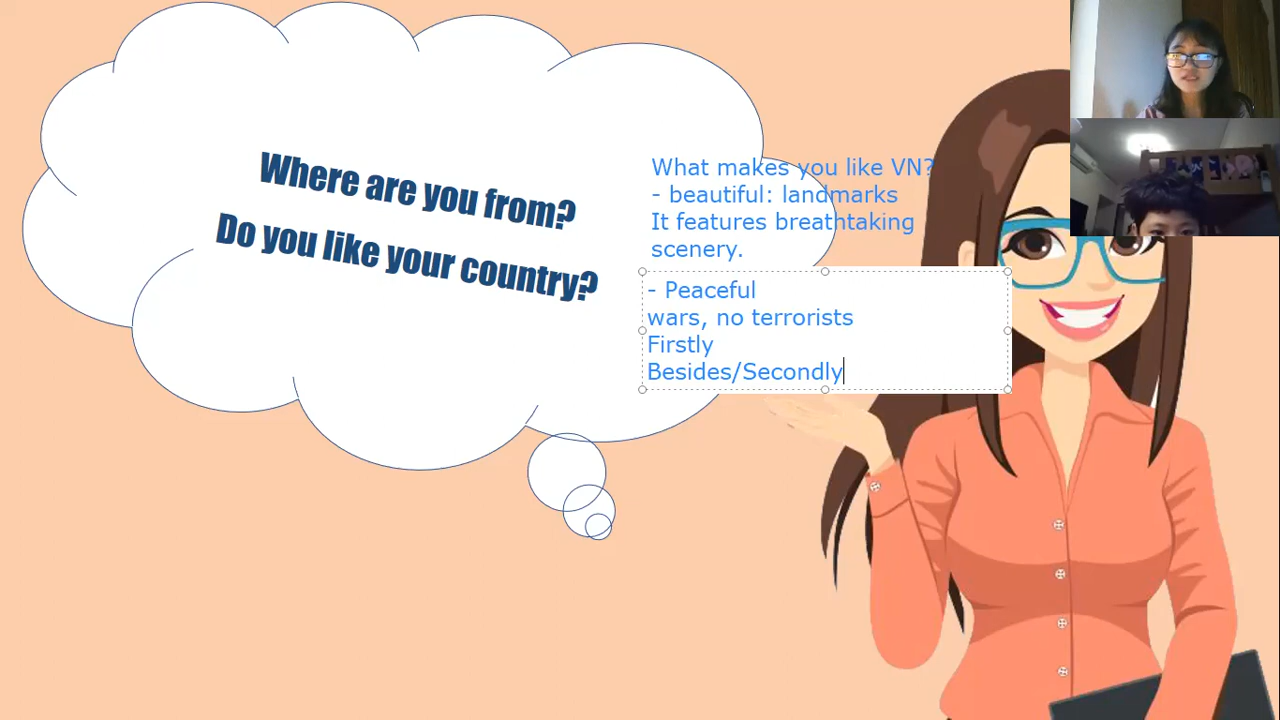 Where are you from?
Do you like your country?
What makes you like VN?
- beautiful: landmarks
It features breathtaking
scenery.
- Peaceful
wars, no terrorists
Firstly
Besides/Secondly